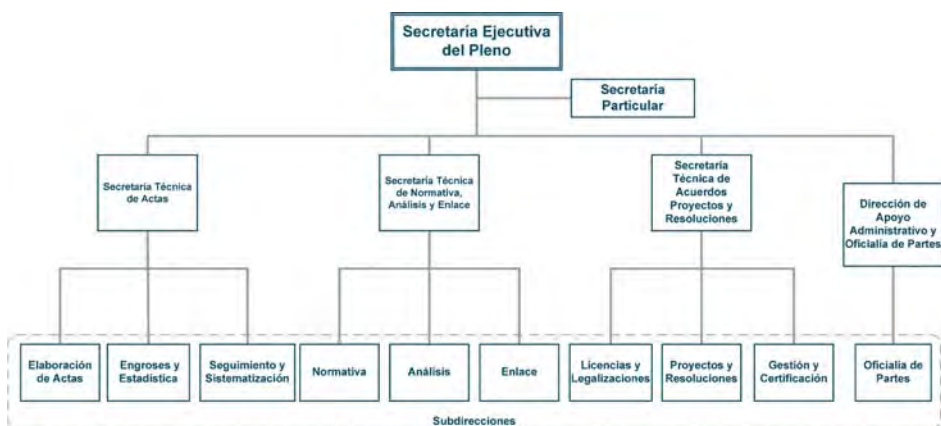 Secretaría Ejecutiva
del Pleno
Secretaría
Particular
Secretaría Técnica
de Actas
Secretaría Técnica
de Normativa,
Análisis y Enlace
Secretaría
Técnica de
Acuerdos
Proyectos y
Resoluciones
Dirección de
Apoyo
Administrativo y
Oficialía de Partes
Elaboración
de Actas
Engroses y
Estadística
Seguimiento y
Sistematización
Normativa
Análisis
Enlace
Licencias y
Legalizaciones
Proyectos y
Resoluciones
Gestión y
Certificación
Oficialía de
Partes
Subdirecciones